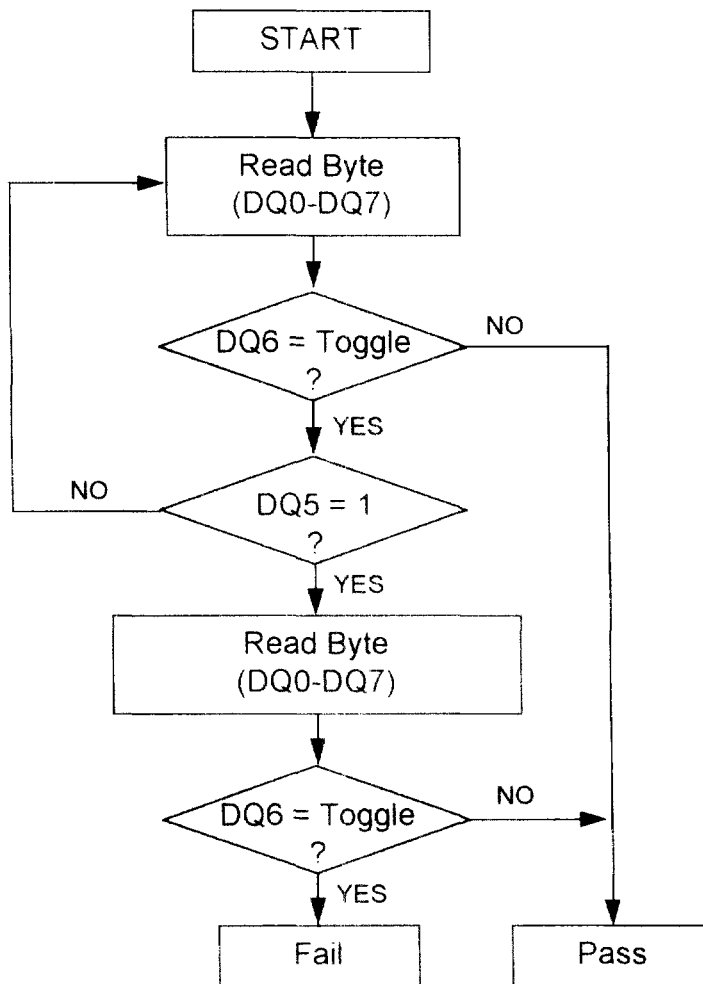 START
Read Byte
(DQ0-DQ7)
DQ6 = Toggle
?
NO
YES
DQ5 = 1
?
NO
YES
Read Byte
(DQ0-DQ7)
DQ6 = Toggle
?
NO
YES
Fail
Pass